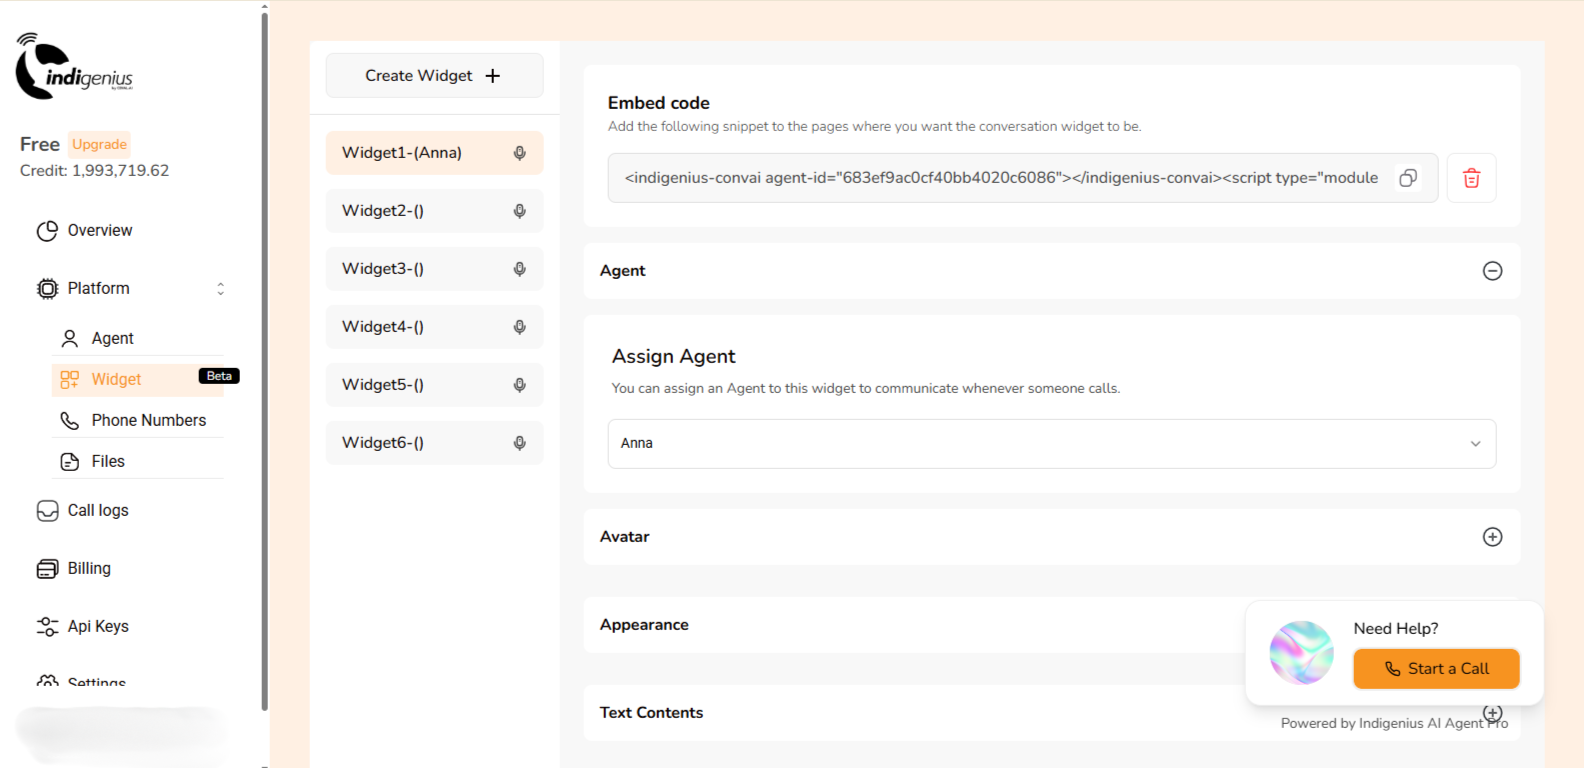 indigenius
Free Upgrade
Credit: 1,993,719.62
Overview
Platform
Agent
Widget Beta
Phone Numbers
Files
Call logs
Billing
Api Keys
Settings
Create Widget
Widget1-(Anna)
Widget2-()
Widget3-()
Widget4-()
Widget5-()
Widget6-()
Embed code
Add the following snippet to the pages where you want the conversation widget to be.
<indigenius-convai agent-id="683ef9ac0cf40bb4020c6086"></indigenius-convai><script type="module
Agent
Assign Agent
You can assign an Agent to this widget to communicate whenever someone calls.
Anna
Avatar
Appearance
Text Contents
Need Help?
Start a Call
Powered by Indigenius AI Agent Pro